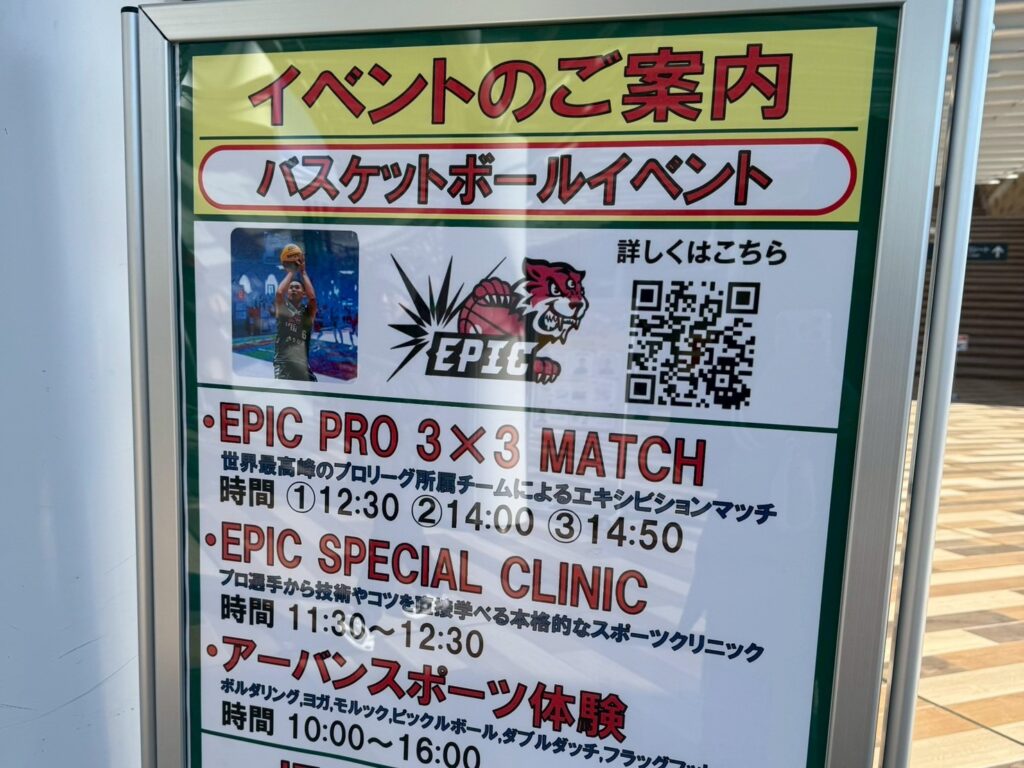 イベントのご案内
バスケットボールイベント
詳しくはこちら
EPIC
・EPIC PRO 3×3 MATCH
世界最高峰のプロリーグ所属チームによるエキシビションマッチ
時間 ①12:30 ②14:00 ③14:50
・EPIC SPECIAL CLINIC
プロ選手から技術やコツを直接学べる本格的なスポーツクリニック
時間 11:30～12:30
・アーバンスポーツ体験
ボルダリング,ヨガ,モルック,ピックルボール,ダブルダッチ,フラッグフット
時間 10:00～16:00